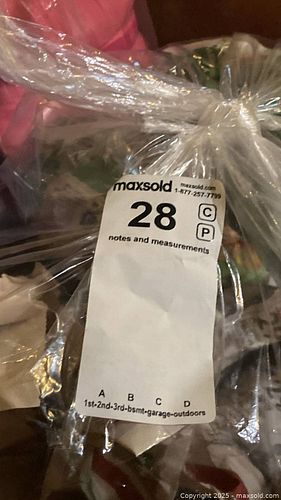 maxsold maxsold.com
1-877-257-7799
28 C
P
notes and measurements
A B C D
1st-2nd-3rd-bsmt-garage-outdoors
Copyright 2025 - maxsold.com